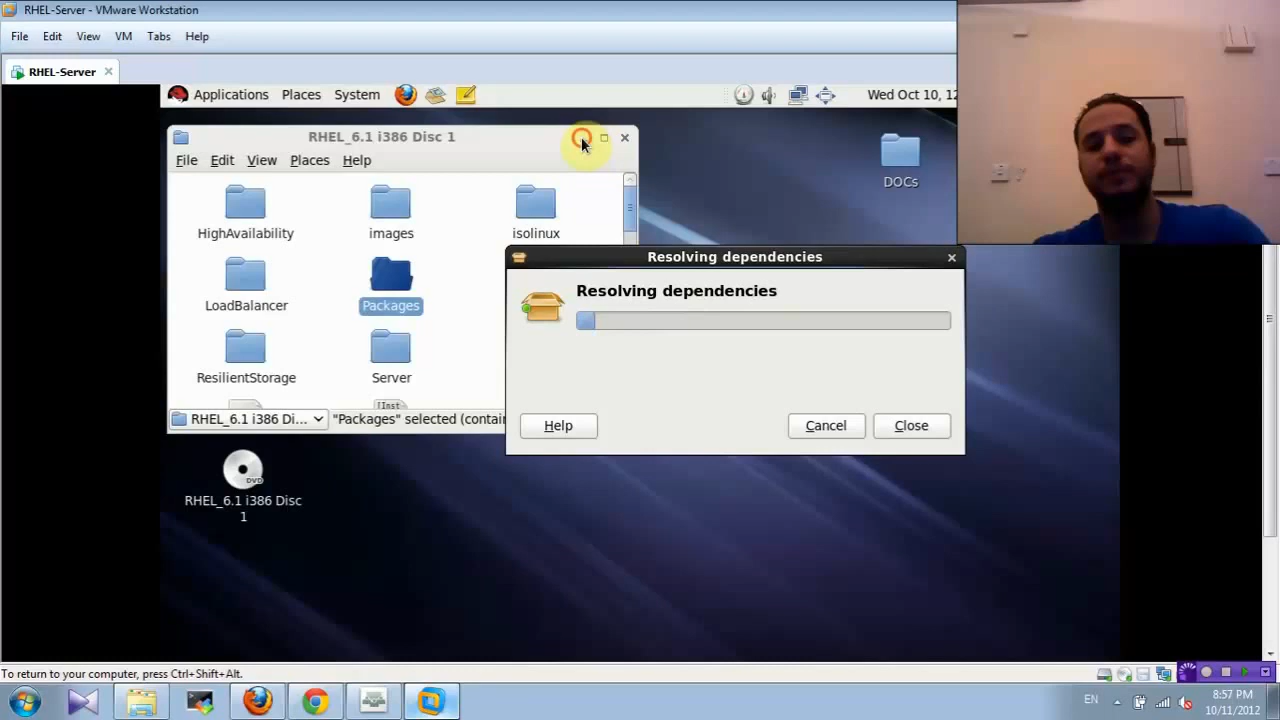 RHEL-Server - VMware Workstation
File Edit View VM Tabs Help
RHEL-Server
Applications Places System Wed Oct 10, 12
RHEL_6.1 i386 Disc 1
File Edit View Places Help
HighAvailability images isolinux
LoadBalancer Packages
ResilientStorage Server
RHEL_6.1 i386 Di... "Packages" selected (contai
DOCs
Resolving dependencies
Resolving dependencies
Help Cancel Close
RHEL_6.1 i386 Disc
1
To return to your computer, press Ctrl+Shift+Alt.
EN 8:57 PM
10/11/2012